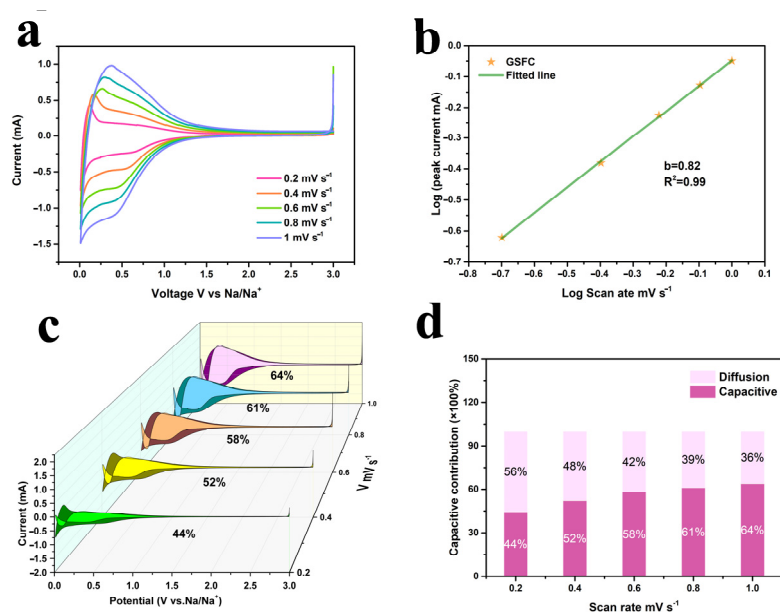 a
1.0
0.5
0.0
−0.5
−1.0
−1.5
Current (mA)
0.2 mV s⁻¹
0.4 mV s⁻¹
0.6 mV s⁻¹
0.8 mV s⁻¹
1 mV s⁻¹
0.0 0.5 1.0 1.5 2.0 2.5 3.0
Voltage V vs Na/Na⁺
b
0.0
−0.1
−0.2
−0.3
−0.4
−0.5
−0.6
−0.7
Log (peak current mA)
GSFC
Fitted line
b=0.82
R²=0.99
−0.8 −0.7 −0.6 −0.5 −0.4 −0.3 −0.2 −0.1 0.0 0.1
Log Scan ate mV s⁻¹
c
64%
61%
58%
52%
44%
2.0
1.5
1.0
0.5
0.0
−0.5
−1.0
−1.5
−2.0
Current (mA)
0.0 0.5 1.0 1.5 2.0 2.5 3.0
Potential (V vs.Na/Na⁺)
1.0
0.8
0.6
0.4
0.2
V mV s⁻¹
d
150
120
90
60
30
0
Capacitive contribution (×100%)
Diffusion
Capacitive
56% 48% 42% 39% 36%
44% 52% 58% 61% 64%
0.2 0.4 0.6 0.8 1.0
Scan rate mV s⁻¹